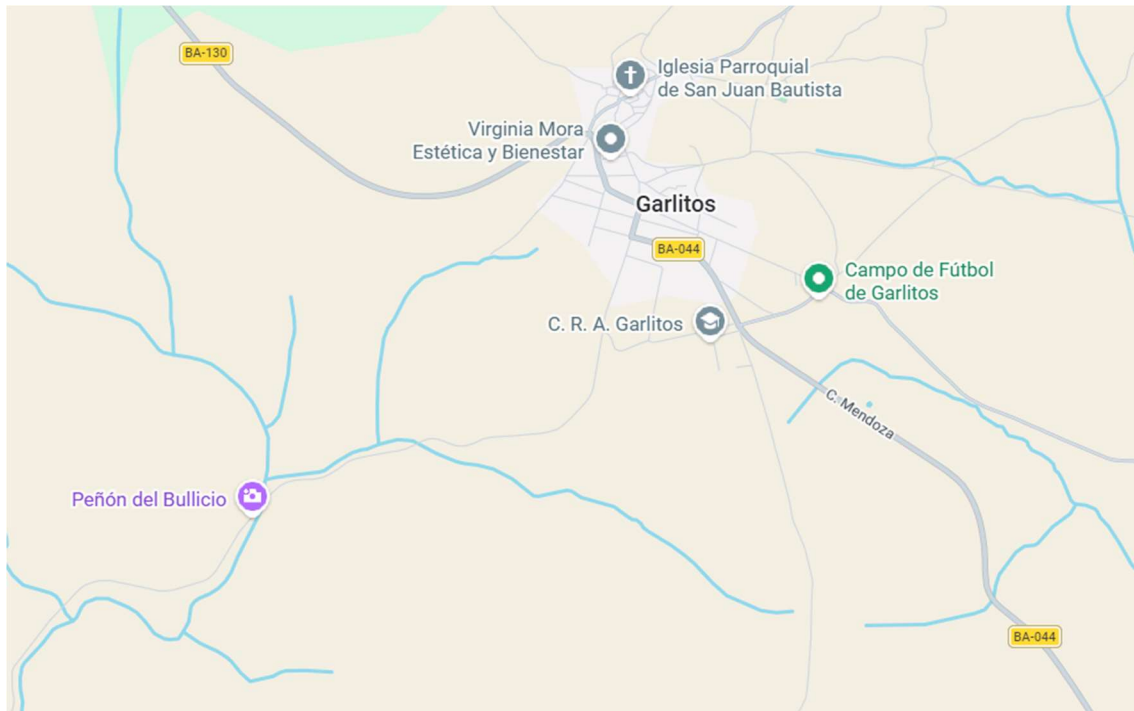 BA-130
Iglesia Parroquial
de San Juan Bautista
Virginia Mora
Estética y Bienestar
Garlitos
BA-044
Campo de Fútbol
de Garlitos
C. R. A. Garlitos
C. Mendoza
Peñón del Bullicio
BA-044